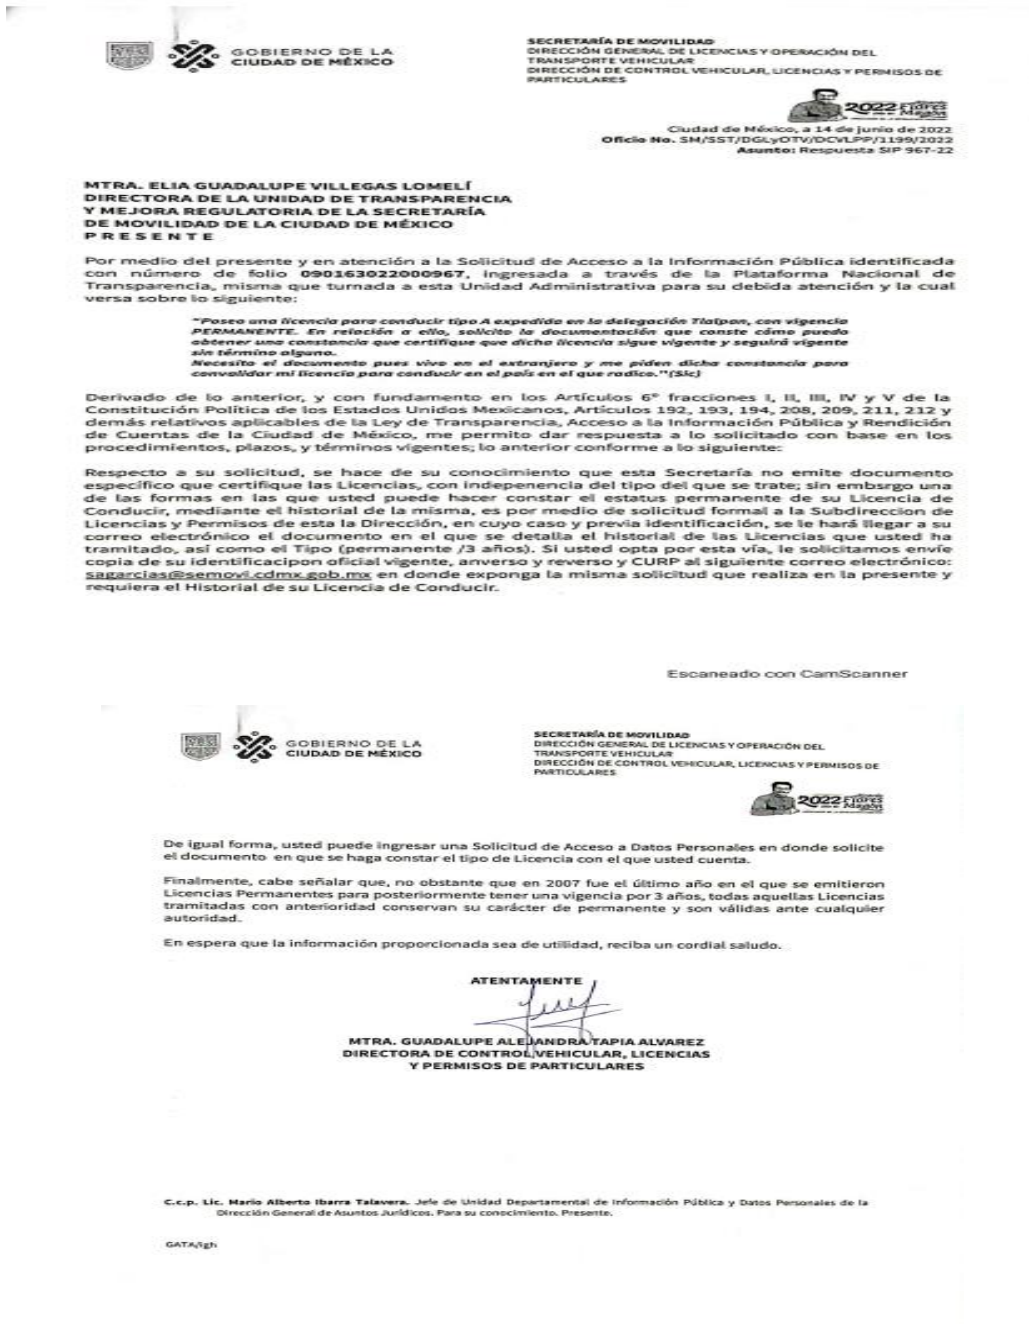 GOBIERNO DE LA
CIUDAD DE MÉXICO
SECRETARÍA DE MOVILIDAD
DIRECCIÓN GENERAL DE LICENCIAS Y OPERACIÓN DEL
TRANSPORTE VEHICULAR
DIRECCIÓN DE CONTROL VEHICULAR, LICENCIAS Y PERMISOS DE
PARTICULARES
2022 Flores
Magón
Ciudad de México, a 14 de junio de 2022
Oficio No. SM/SST/DGLyOTV/DCVLPP/1199/2022
Asunto: Respuesta SIP 967-22
MTRA. ELIA GUADALUPE VILLEGAS LOMELÍ
DIRECTORA DE LA UNIDAD DE TRANSPARENCIA
Y MEJORA REGULATORIA DE LA SECRETARÍA
DE MOVILIDAD DE LA CIUDAD DE MÉXICO
P R E S E N T E
Por medio del presente y en atención a la Solicitud de Acceso a la Información Pública identificada
con número de folio 090163022000967, ingresada a través de la Plataforma Nacional de
Transparencia, misma que turnada a esta Unidad Administrativa para su debida atención y la cual
versa sobre lo siguiente:
"Poseo una licencia para conducir tipo A expedida en la delegación Tlalpan, con vigencia
PERMANENTE. En relación a ello, solicito la documentación que conste cómo puedo
obtener una constancia que certifique que dicha licencia sigue vigente y seguirá vigente
sin término alguno.
Necesito el documento pues vivo en el extranjero y me piden dicha constancia para
convalidar mi licencia para conducir en el país en el que radico."(Sic)
Derivado de lo anterior, y con fundamento en los Artículos 6° fracciones I, II, III, IV y V de la
Constitución Política de los Estados Unidos Mexicanos, Artículos 192, 193, 194, 208, 209, 211, 212 y
demás relativos aplicables de la Ley de Transparencia, Acceso a la Información Pública y Rendición
de Cuentas de la Ciudad de México, me permito dar respuesta a lo solicitado con base en los
procedimientos, plazos, y términos vigentes; lo anterior conforme a lo siguiente:
Respecto a su solicitud, se hace de su conocimiento que esta Secretaría no emite documento
específico que certifique las Licencias, con indepenencia del tipo del que se trate; sin embsrgo una
de las formas en las que usted puede hacer constar el estatus permanente de su Licencia de
Conducir, mediante el historial de la misma, es por medio de solicitud formal a la Subdireccion de
Licencias y Permisos de esta la Dirección, en cuyo caso y previa identificación, se le hará llegar a su
correo electrónico el documento en el que se detalla el historial de las Licencias que usted ha
tramitado, así como el Tipo (permanente /3 años). Si usted opta por esta vía, le solicitamos envíe
copia de su identificacipon oficial vigente, anverso y reverso y CURP al siguiente correo electrónico:
sagarcias@semovi.cdmx.gob.mx en donde exponga la misma solicitud que realiza en la presente y
requiera el Historial de su Licencia de Conducir.
Escaneado con CamScanner
GOBIERNO DE LA
CIUDAD DE MÉXICO
SECRETARÍA DE MOVILIDAD
DIRECCIÓN GENERAL DE LICENCIAS Y OPERACIÓN DEL
TRANSPORTE VEHICULAR
DIRECCIÓN DE CONTROL VEHICULAR, LICENCIAS Y PERMISOS DE
PARTICULARES
2022 Flores
Magón
De igual forma, usted puede ingresar una Solicitud de Acceso a Datos Personales en donde solicite
el documento en que se haga constar el tipo de Licencia con el que usted cuenta.
Finalmente, cabe señalar que, no obstante que en 2007 fue el último año en el que se emitieron
Licencias Permanentes para posteriormente tener una vigencia por 3 años, todas aquellas Licencias
tramitadas con anterioridad conservan su carácter de permanente y son válidas ante cualquier
autoridad.
En espera que la información proporcionada sea de utilidad, reciba un cordial saludo.
ATENTAMENTE
MTRA. GUADALUPE ALEJANDRA TAPIA ALVAREZ
DIRECTORA DE CONTROL VEHICULAR, LICENCIAS
Y PERMISOS DE PARTICULARES
C.c.p. Lic. Mario Alberto Ibarra Talavera. Jefe de Unidad Departamental de Información Pública y Datos Personales de la
Dirección General de Asuntos Jurídicos. Para su conocimiento. Presente.
GATA/igh